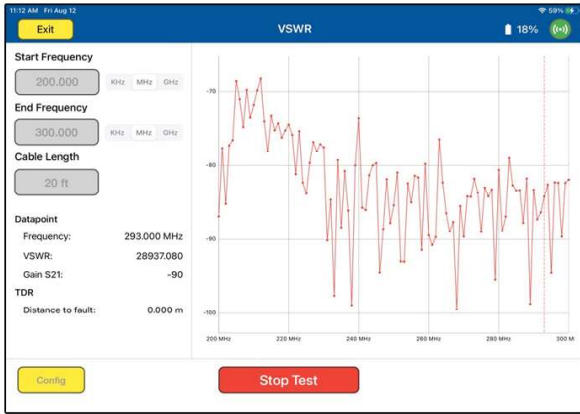 11:12 AM Fri Aug 12
59%
Exit
VSWR
18%
Start Frequency
200.000
KHz MHz GHz
End Frequency
300.000
KHz MHz GHz
Cable Length
20 ft
Datapoint
Frequency: 293.000 MHz
VSWR: 28937.080
Gain S21: -90
TDR
Distance to fault: 0.000 m
-70
-80
-90
-100
200 MHz 220 MHz 240 MHz 260 MHz 280 MHz 300 M
Config
Stop Test